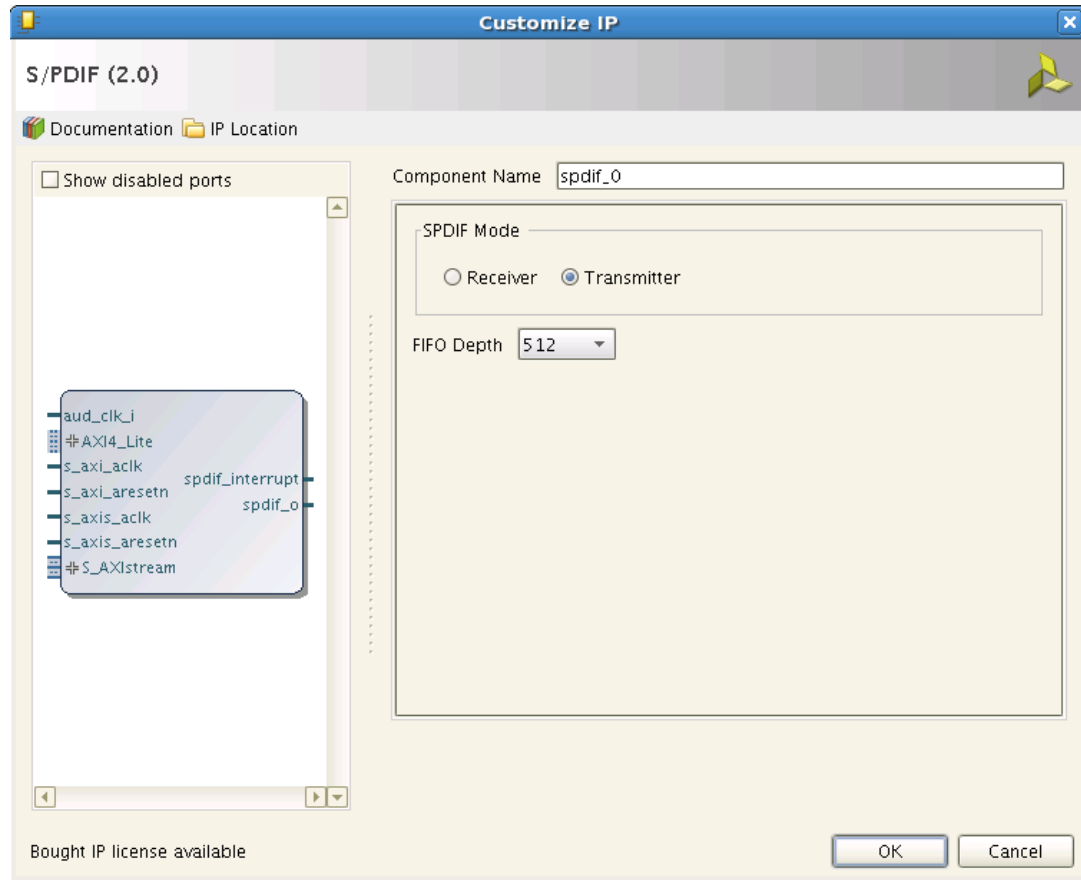 Customize IP
S/PDIF (2.0)
Documentation IP Location
Show disabled ports
Component Name spdif_0
SPDIF Mode
Receiver Transmitter
FIFO Depth 512
aud_clk_i
AXI4_Lite
s_axi_aclk
s_axi_aresetn
s_axis_aclk
s_axis_aresetn
S_AXIstream
spdif_interrupt
spdif_o
Bought IP license available
OK Cancel